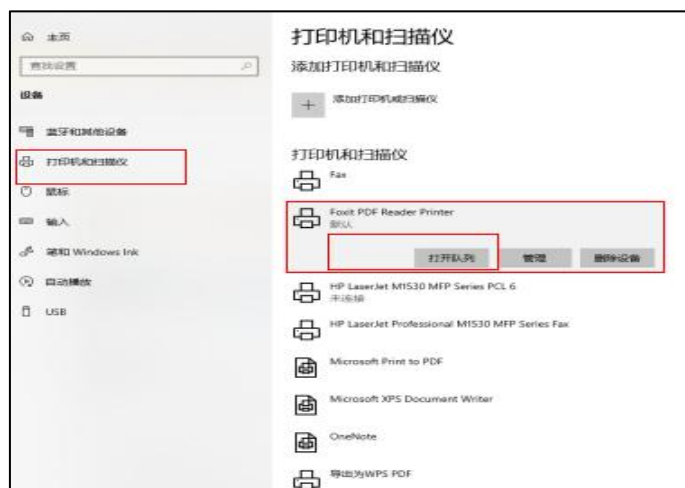 主页
查找设置
设备
蓝牙和其他设备
打印机和扫描仪
鼠标
输入
笔和 Windows Ink
自动播放
USB
打印机和扫描仪
添加打印机和扫描仪
添加打印机或扫描仪
打印机和扫描仪
Fax
Foxit PDF Reader Printer
默认
打开队列 管理 删除设备
HP LaserJet M1530 MFP Series PCL 6
未连接
HP LaserJet Professional M1530 MFP Series Fax
Microsoft Print to PDF
Microsoft XPS Document Writer
OneNote
导出为WPS PDF